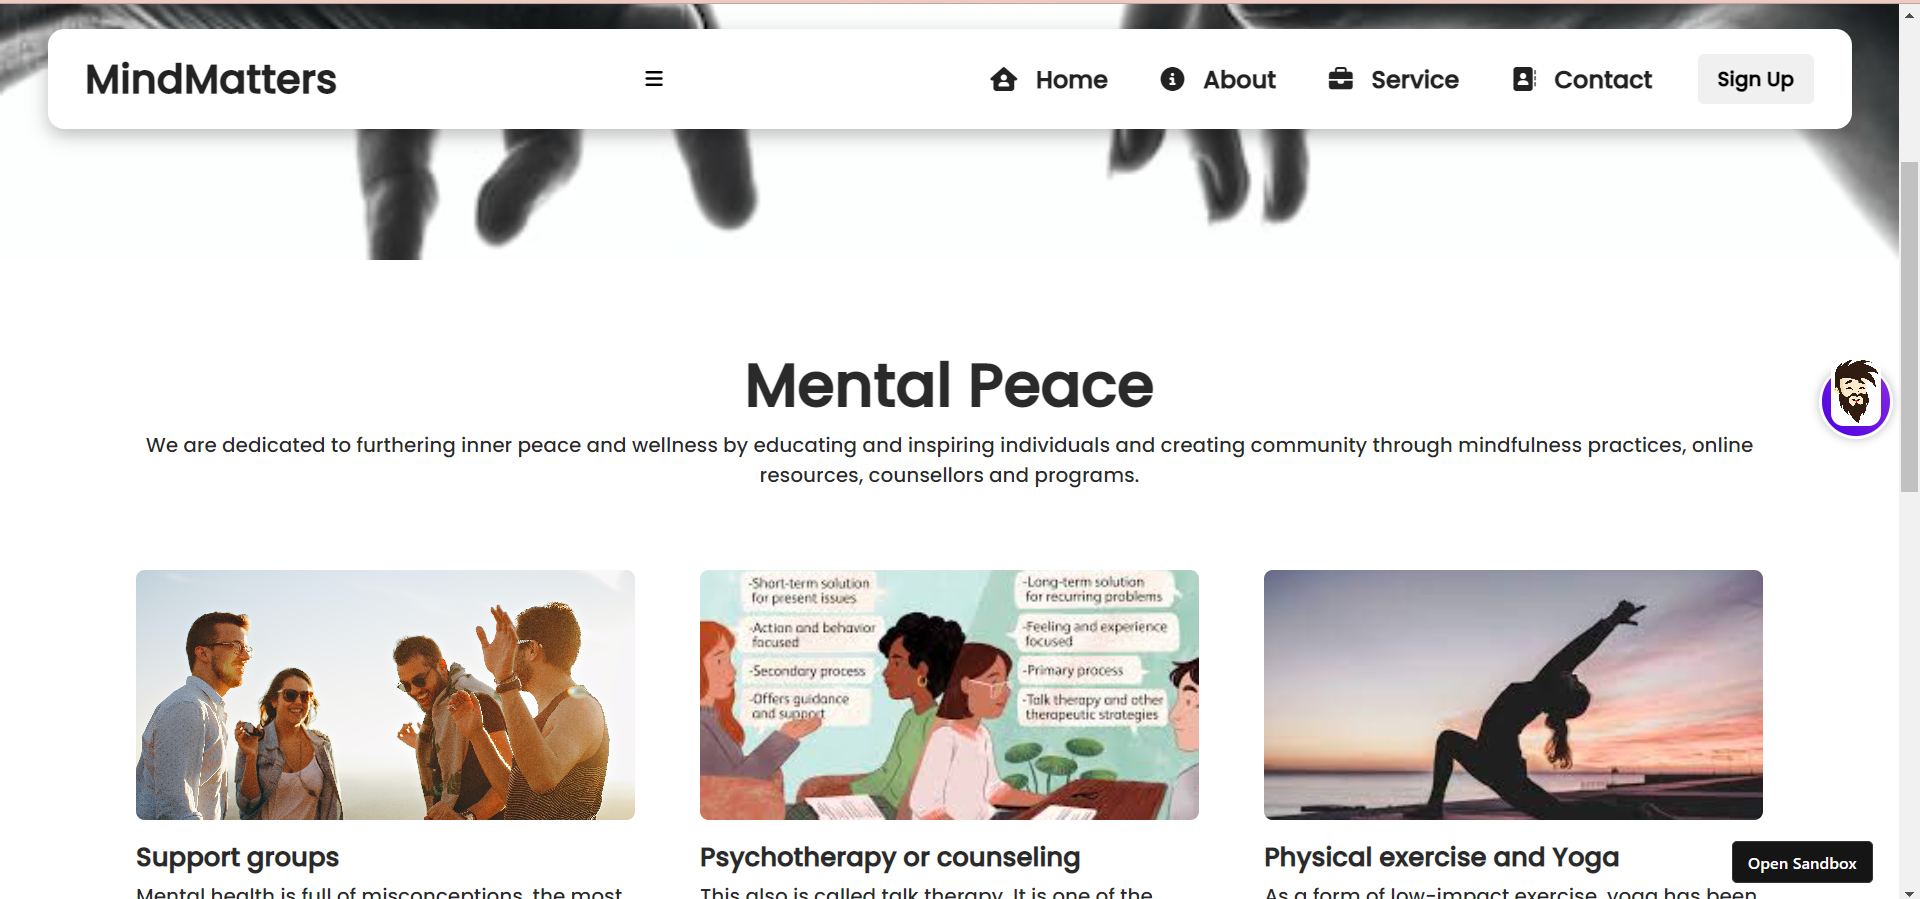 MindMatters
Home
About
Service
Contact
Sign Up
Mental Peace
We are dedicated to furthering inner peace and wellness by educating and inspiring individuals and creating community through mindfulness practices, online
resources, counsellors and programs.
-Short-term solution
for present issues
-Action and behavior
focused
-Secondary process
-Offers guidance
and support
-Long-term solution
for recurring problems
-Feeling and experience
focused
-Primary process
-Talk therapy and other
therapeutic strategies
Support groups
Mental health is full of misconceptions, the most
Psychotherapy or counseling
This also is called talk therapy. It is one of the
Physical exercise and Yoga
As a form of low-impact exercise, yoga has been
Open Sandbox